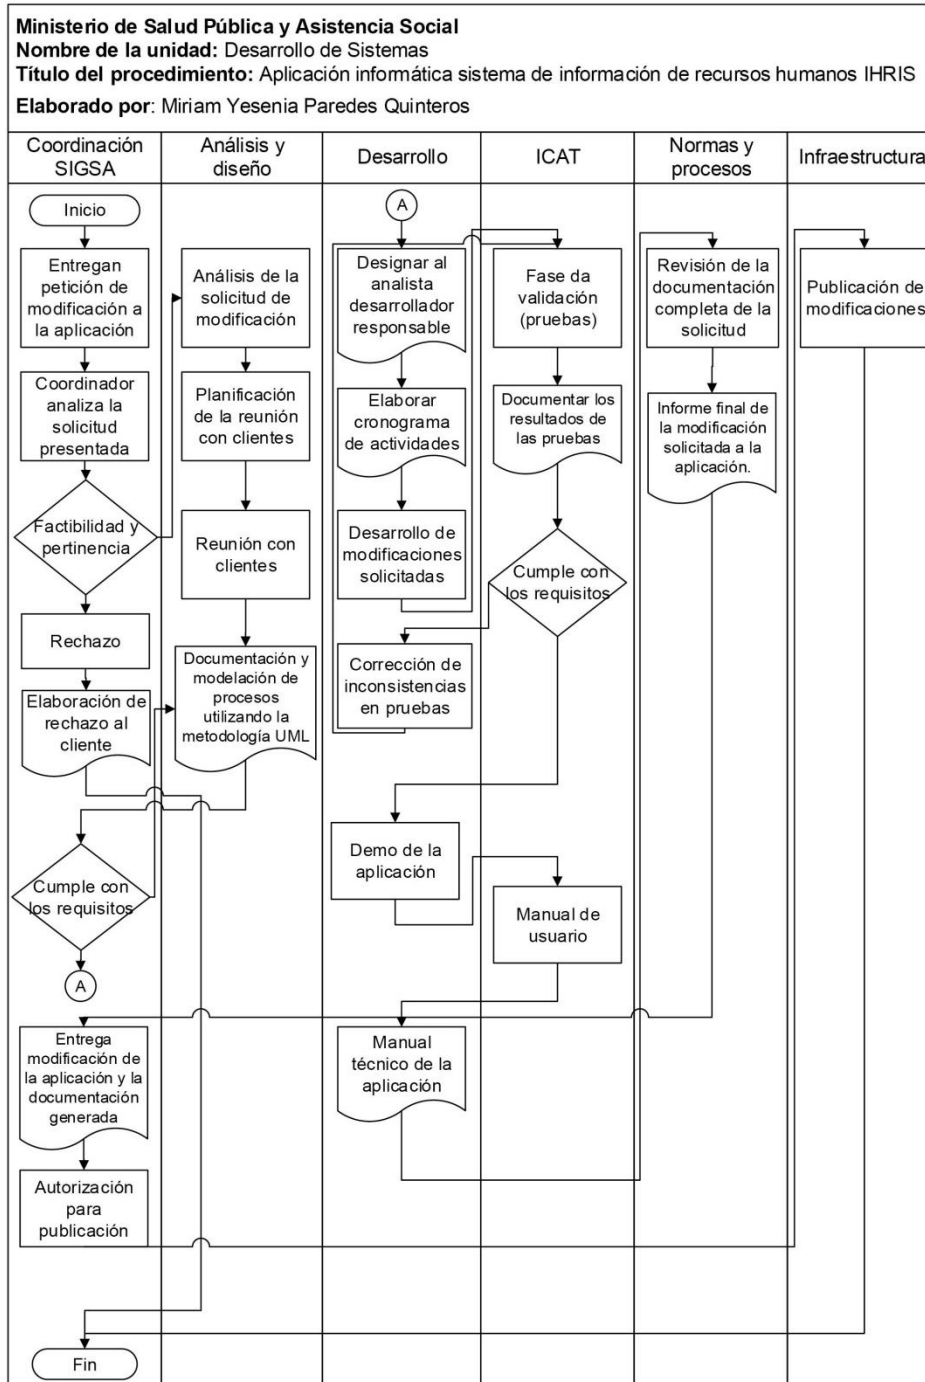 Ministerio de Salud Pública y Asistencia Social
Nombre de la unidad: Desarrollo de Sistemas
Título del procedimiento: Aplicación informática sistema de información de recursos humanos IHRIS
Elaborado por: Miriam Yesenia Paredes Quinteros
Coordinación
SIGSA
Análisis y
diseño
Desarrollo
ICAT
Normas y
procesos
Infraestructura
Inicio
Entregan
petición de
modificación a
la aplicación
Coordinador
analiza la
solicitud
presentada
Factibilidad y
pertinencia
Rechazo
Elaboración de
rechazo al
cliente
Cumple con
los requisitos
A
Entrega
modificación de
la aplicación y la
documentación
generada
Autorización
para
publicación
Fin
Análisis de la
solicitud de
modificación
Planificación
de la reunión
con clientes
Reunión con
clientes
Documentación y
modelación de
procesos
utilizando la
metodología UML
A
Designar al
analista
desarrollador
responsable
Elaborar
cronograma
de actividades
Desarrollo de
modificaciones
solicitadas
Corrección de
inconsistencias
en pruebas
Demo de la
aplicación
Manual
técnico de la
aplicación
Fase da
validación
(pruebas)
Documentar los
resultados de
las pruebas
Cumple con
los requisitos
Manual de
usuario
Revisión de la
documentación
completa de la
solicitud
Informe final de
la modificación
solicitada a la
aplicación.
Publicación de
modificaciones